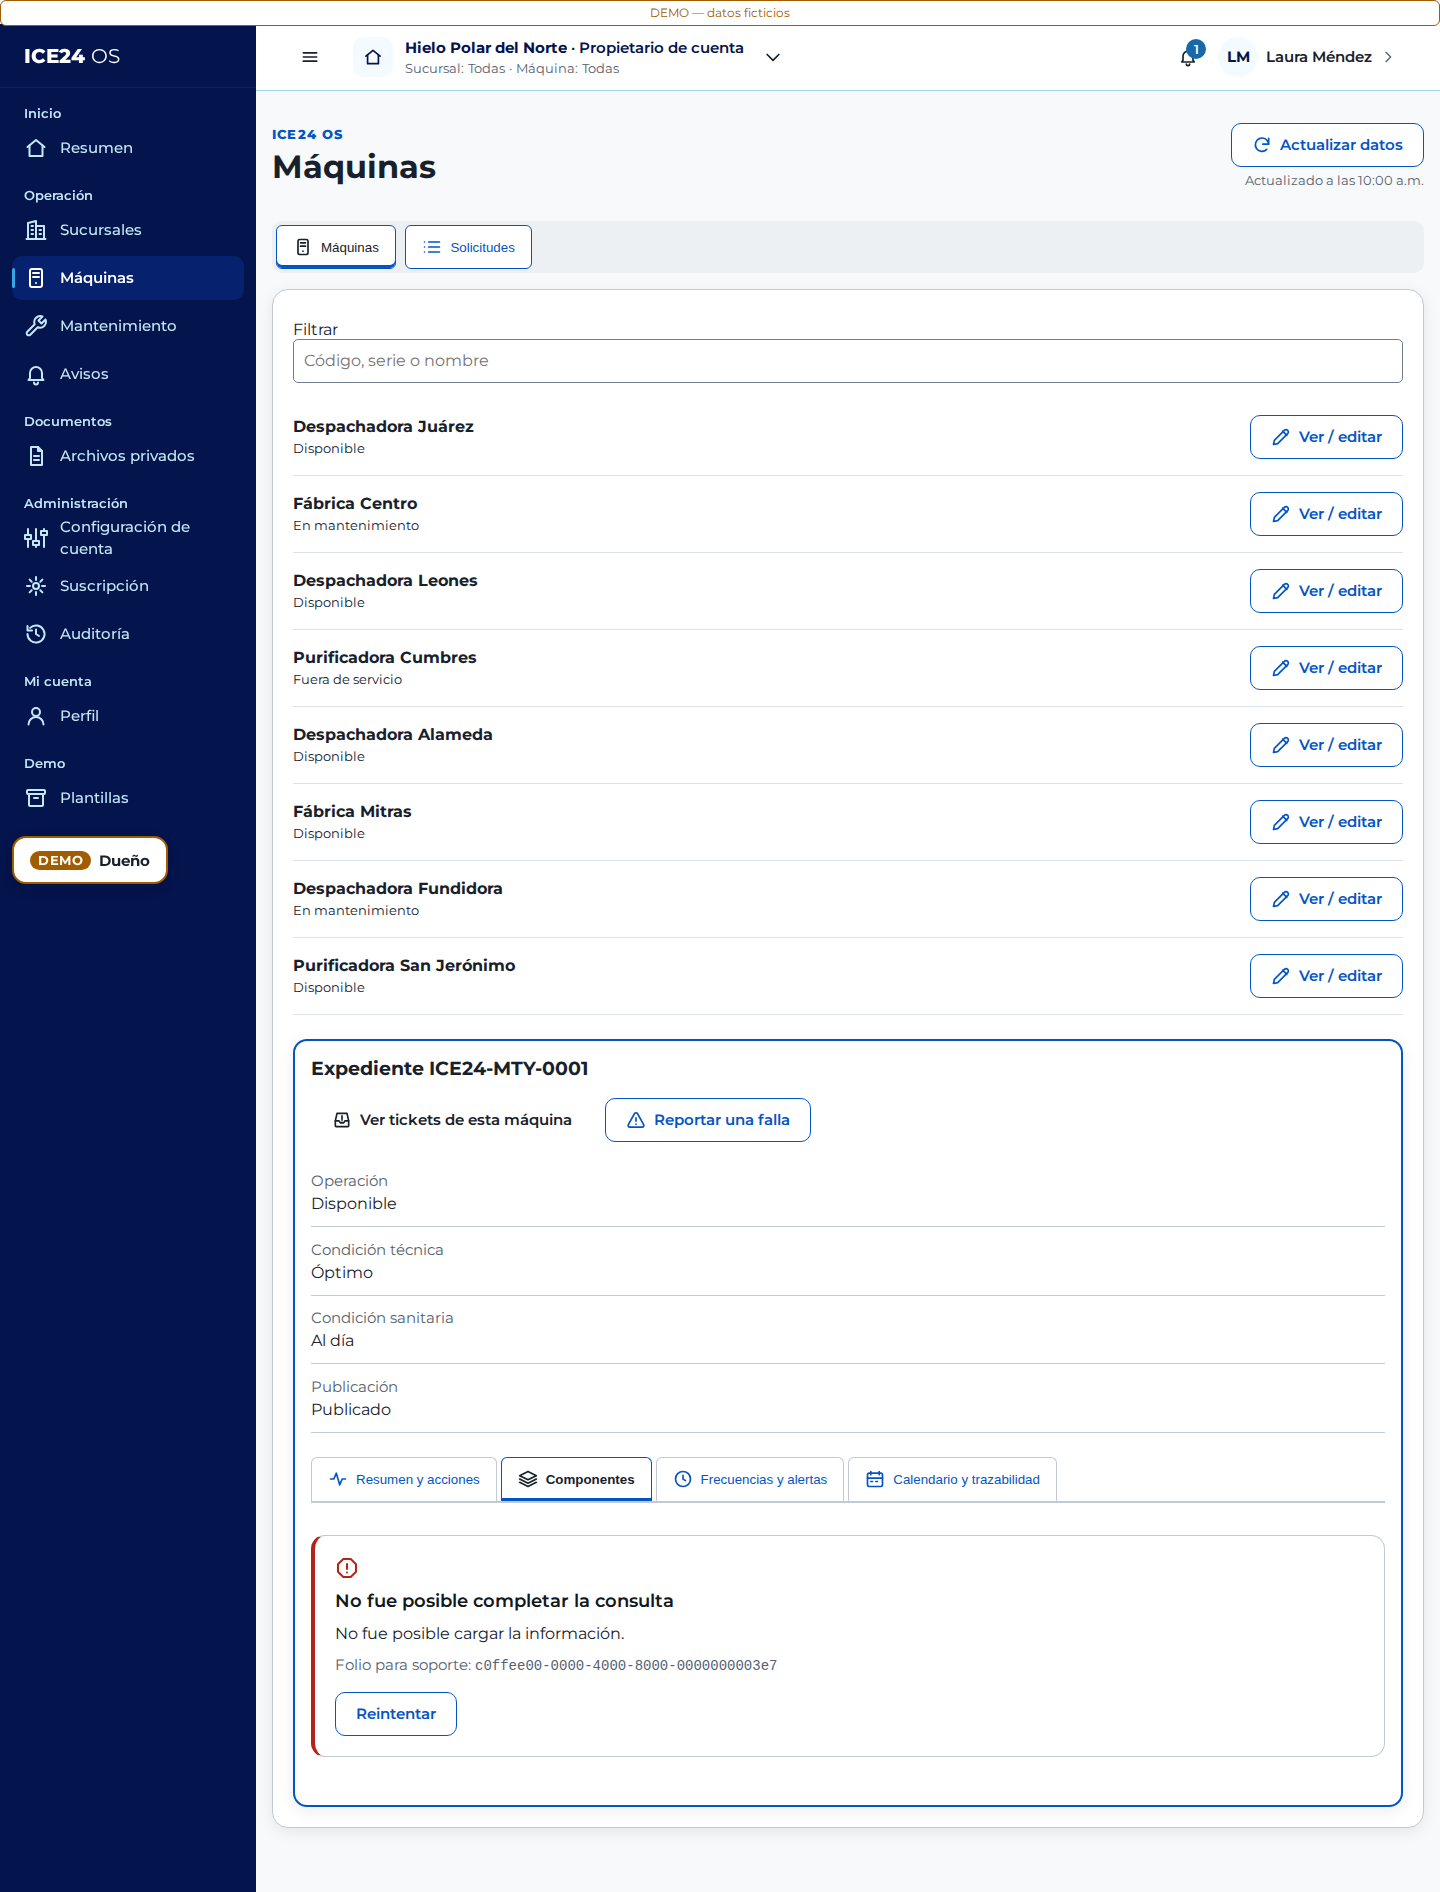 DEMO — datos ficticios
ICE24 OS
Inicio
Resumen
Operación
Sucursales
Máquinas
Mantenimiento
Avisos
Documentos
Archivos privados
Administración
Configuración de
cuenta
Suscripción
Auditoría
Mi cuenta
Perfil
Demo
Plantillas
DEMO Dueño
Hielo Polar del Norte · Propietario de cuenta
Sucursal: Todas · Máquina: Todas
1
LM Laura Méndez
ICE24 OS
Máquinas
Actualizar datos
Actualizado a las 10:00 a.m.
Máquinas Solicitudes
Filtrar
Código, serie o nombre
Despachadora Juárez
Disponible
Ver / editar
Fábrica Centro
En mantenimiento
Ver / editar
Despachadora Leones
Disponible
Ver / editar
Purificadora Cumbres
Fuera de servicio
Ver / editar
Despachadora Alameda
Disponible
Ver / editar
Fábrica Mitras
Disponible
Ver / editar
Despachadora Fundidora
En mantenimiento
Ver / editar
Purificadora San Jerónimo
Disponible
Ver / editar
Expediente ICE24-MTY-0001
Ver tickets de esta máquina Reportar una falla
Operación
Disponible
Condición técnica
Óptimo
Condición sanitaria
Al día
Publicación
Publicado
Resumen y acciones Componentes Frecuencias y alertas Calendario y trazabilidad
No fue posible completar la consulta
No fue posible cargar la información.
Folio para soporte: c0ffee00-0000-4000-8000-0000000003e7
Reintentar